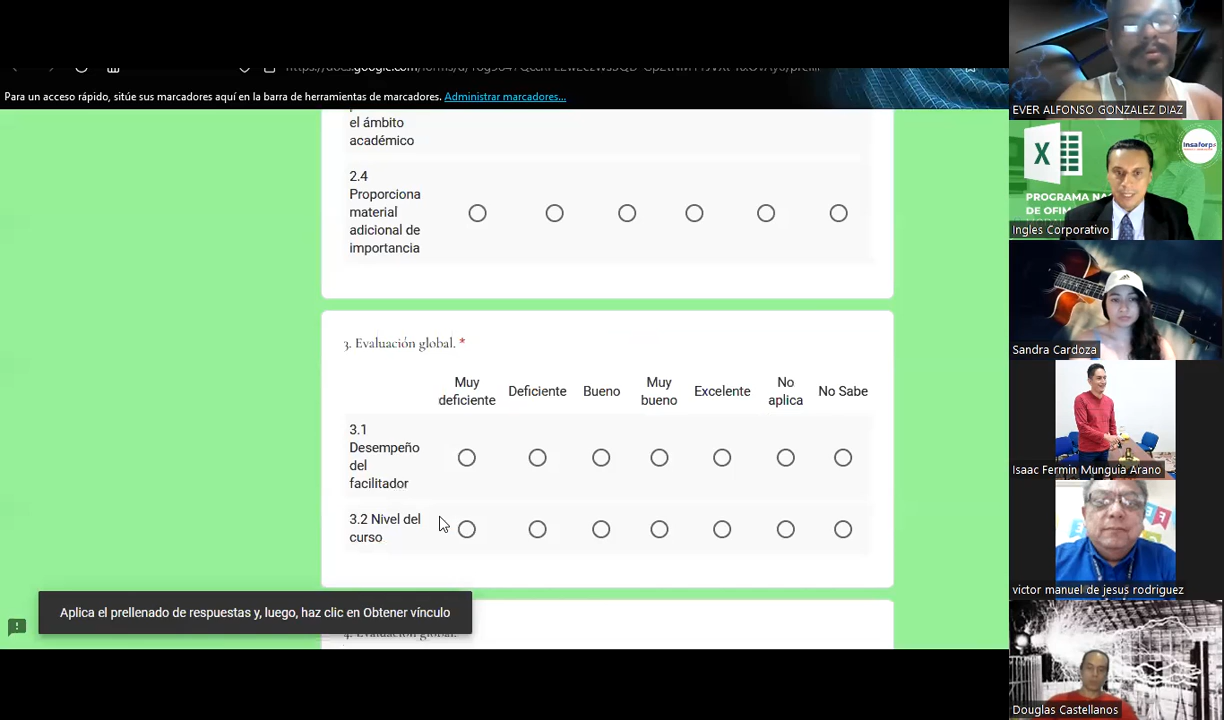 Para un acceso rápido, sitúe sus marcadores aquí en la barra de herramientas de marcadores. Administrar marcadores...
el ámbito
académico
2.4
Proporciona
material
adicional de
importancia
3. Evaluación global. *
Muy
deficiente
Deficiente
Bueno
Muy
bueno
Excelente
No
aplica
No Sabe
3.1
Desempeño
del
facilitador
3.2 Nivel del
curso
Aplica el prellenado de respuestas y, luego, haz clic en Obtener vínculo
4. Evaluación global.
EVER ALFONSO GONZALEZ DIAZ
X
insaforp
PROGRAMA NA
DE OFIM
Ingles Corporativo
Sandra Cardoza
Isaac Fermin Munguia Arano
victor manuel de jesus rodriguez
Douglas Castellanos